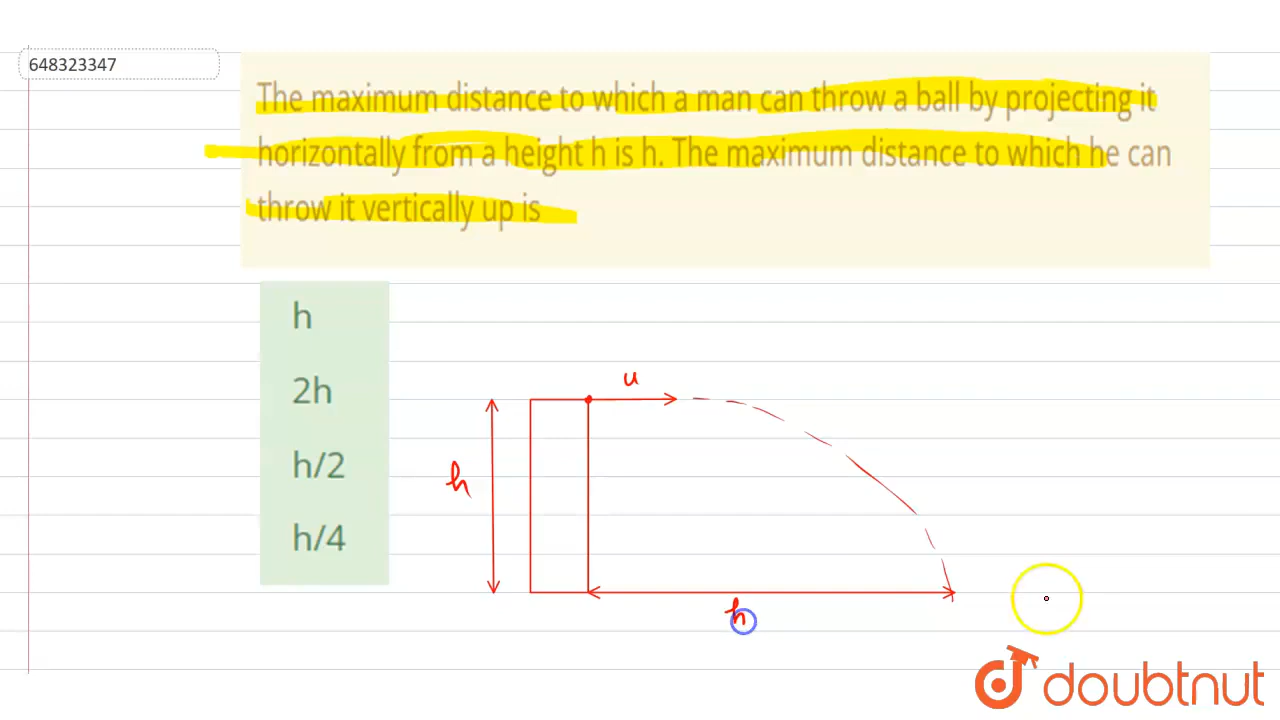 648323347
The maximum distance to which a man can throw a ball by projecting it
horizontally from a height h is h. The maximum distance to which he can
throw it vertically up is
h
2h
h/2
h/4
u
h
h
doubtnut